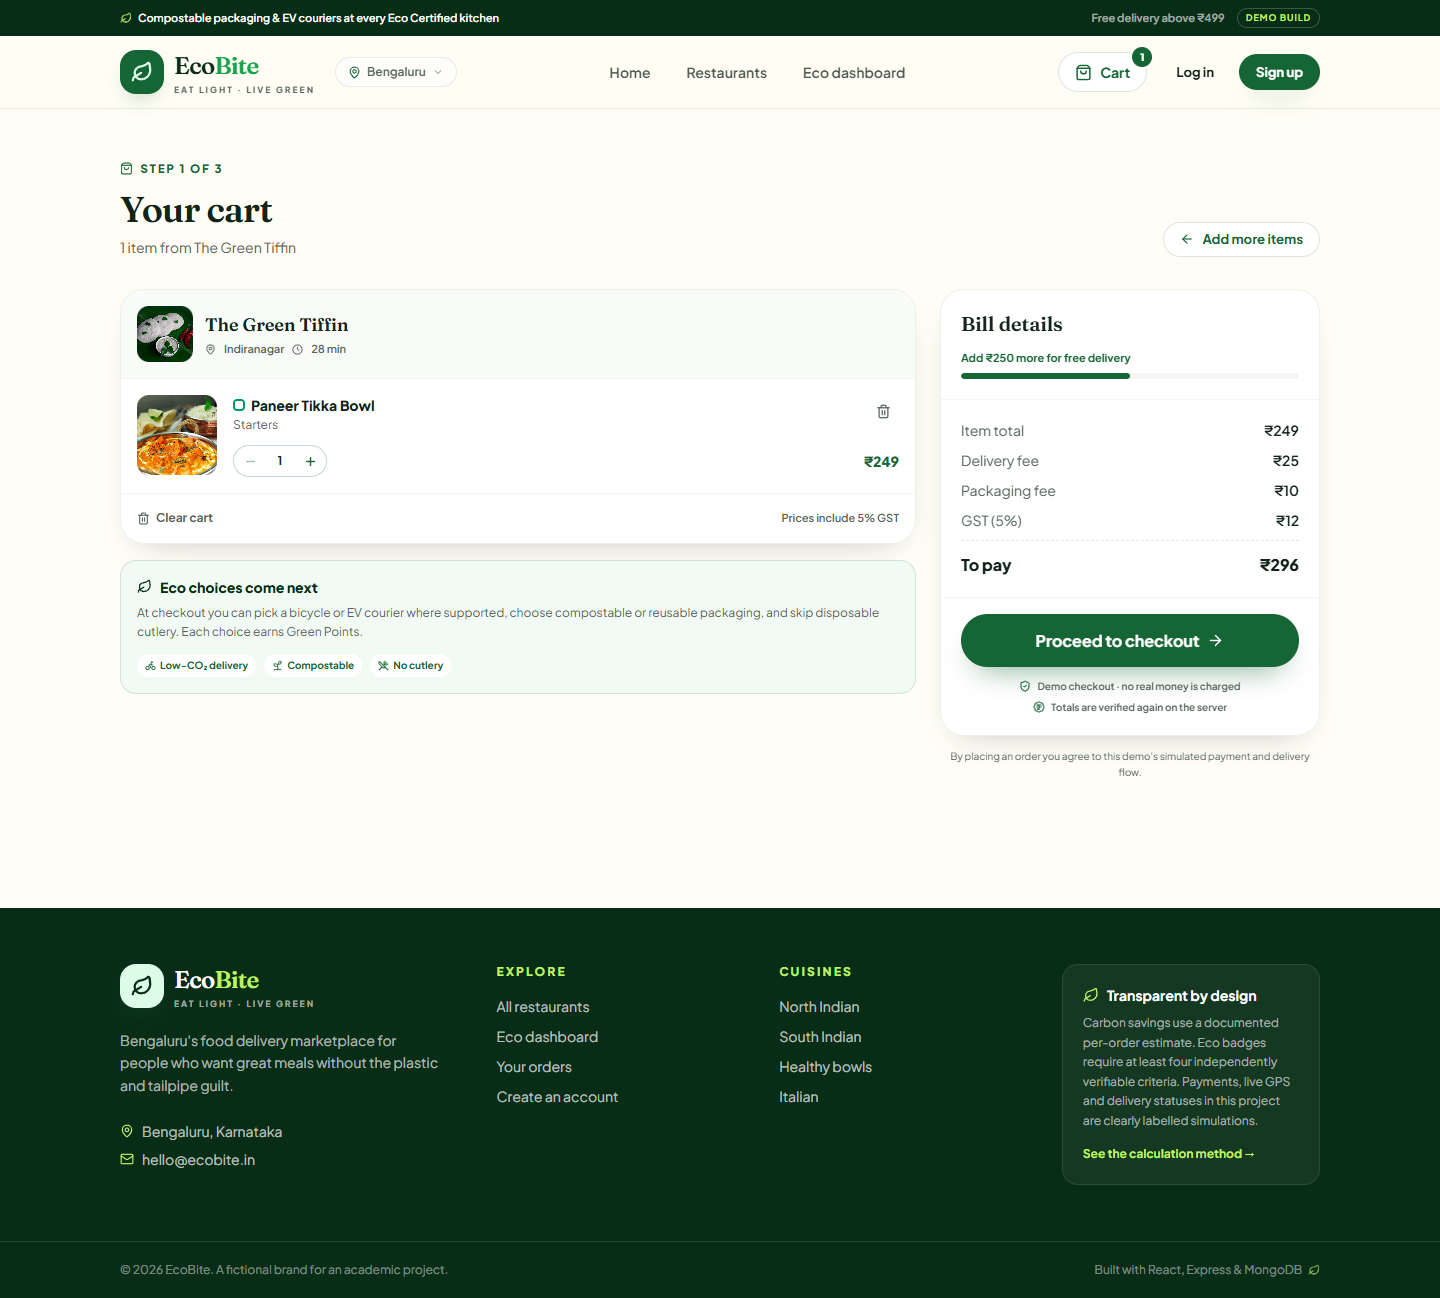 Compostable packaging & EV couriers at every Eco Certified kitchen
Free delivery above ₹499
DEMO BUILD
EcoBite
EAT LIGHT · LIVE GREEN
Bengaluru
Home
Restaurants
Eco dashboard
Cart
1
Log in
Sign up
STEP 1 OF 3
Your cart
1 item from The Green Tiffin
Add more items
The Green Tiffin
Indiranagar
28 min
Paneer Tikka Bowl
Starters
1
₹249
Clear cart
Prices include 5% GST
Eco choices come next
At checkout you can pick a bicycle or EV courier where supported, choose compostable or reusable packaging, and skip disposable
cutlery. Each choice earns Green Points.
Low-CO₂ delivery
Compostable
No cutlery
Bill details
Add ₹250 more for free delivery
Item total ₹249
Delivery fee ₹25
Packaging fee ₹10
GST (5%) ₹12
To pay ₹296
Proceed to checkout →
Demo checkout · no real money is charged
Totals are verified again on the server
By placing an order you agree to this demo's simulated payment and delivery
flow.
EcoBite
EAT LIGHT · LIVE GREEN
Bengaluru's food delivery marketplace for
people who want great meals without the plastic
and tailpipe guilt.
Bengaluru, Karnataka
hello@ecobite.in
EXPLORE
All restaurants
Eco dashboard
Your orders
Create an account
CUISINES
North Indian
South Indian
Healthy bowls
Italian
Transparent by design
Carbon savings use a documented
per-order estimate. Eco badges
require at least four independently
verifiable criteria. Payments, live GPS
and delivery statuses in this project
are clearly labelled simulations.
See the calculation method →
© 2026 EcoBite. A fictional brand for an academic project.
Built with React, Express & MongoDB